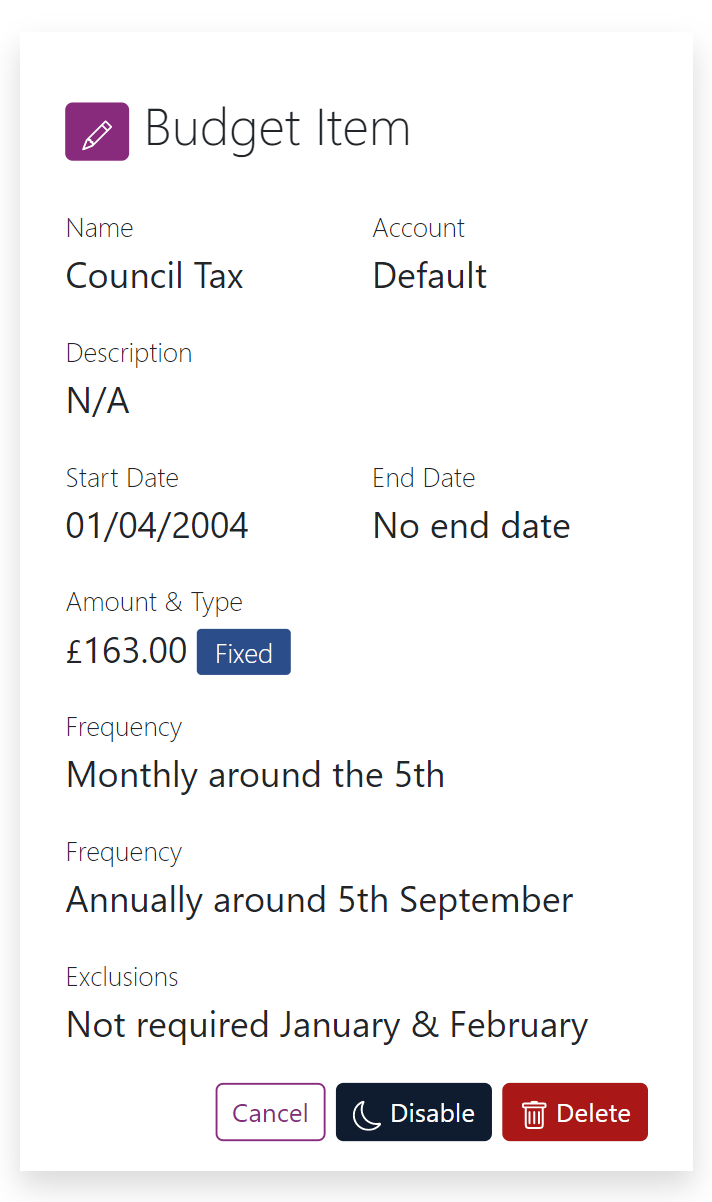 Budget Item
Name Account
Council Tax Default
Description
N/A
Start Date End Date
01/04/2004 No end date
Amount & Type
£163.00 Fixed
Frequency
Monthly around the 5th
Frequency
Annually around 5th September
Exclusions
Not required January & February
Cancel Disable Delete